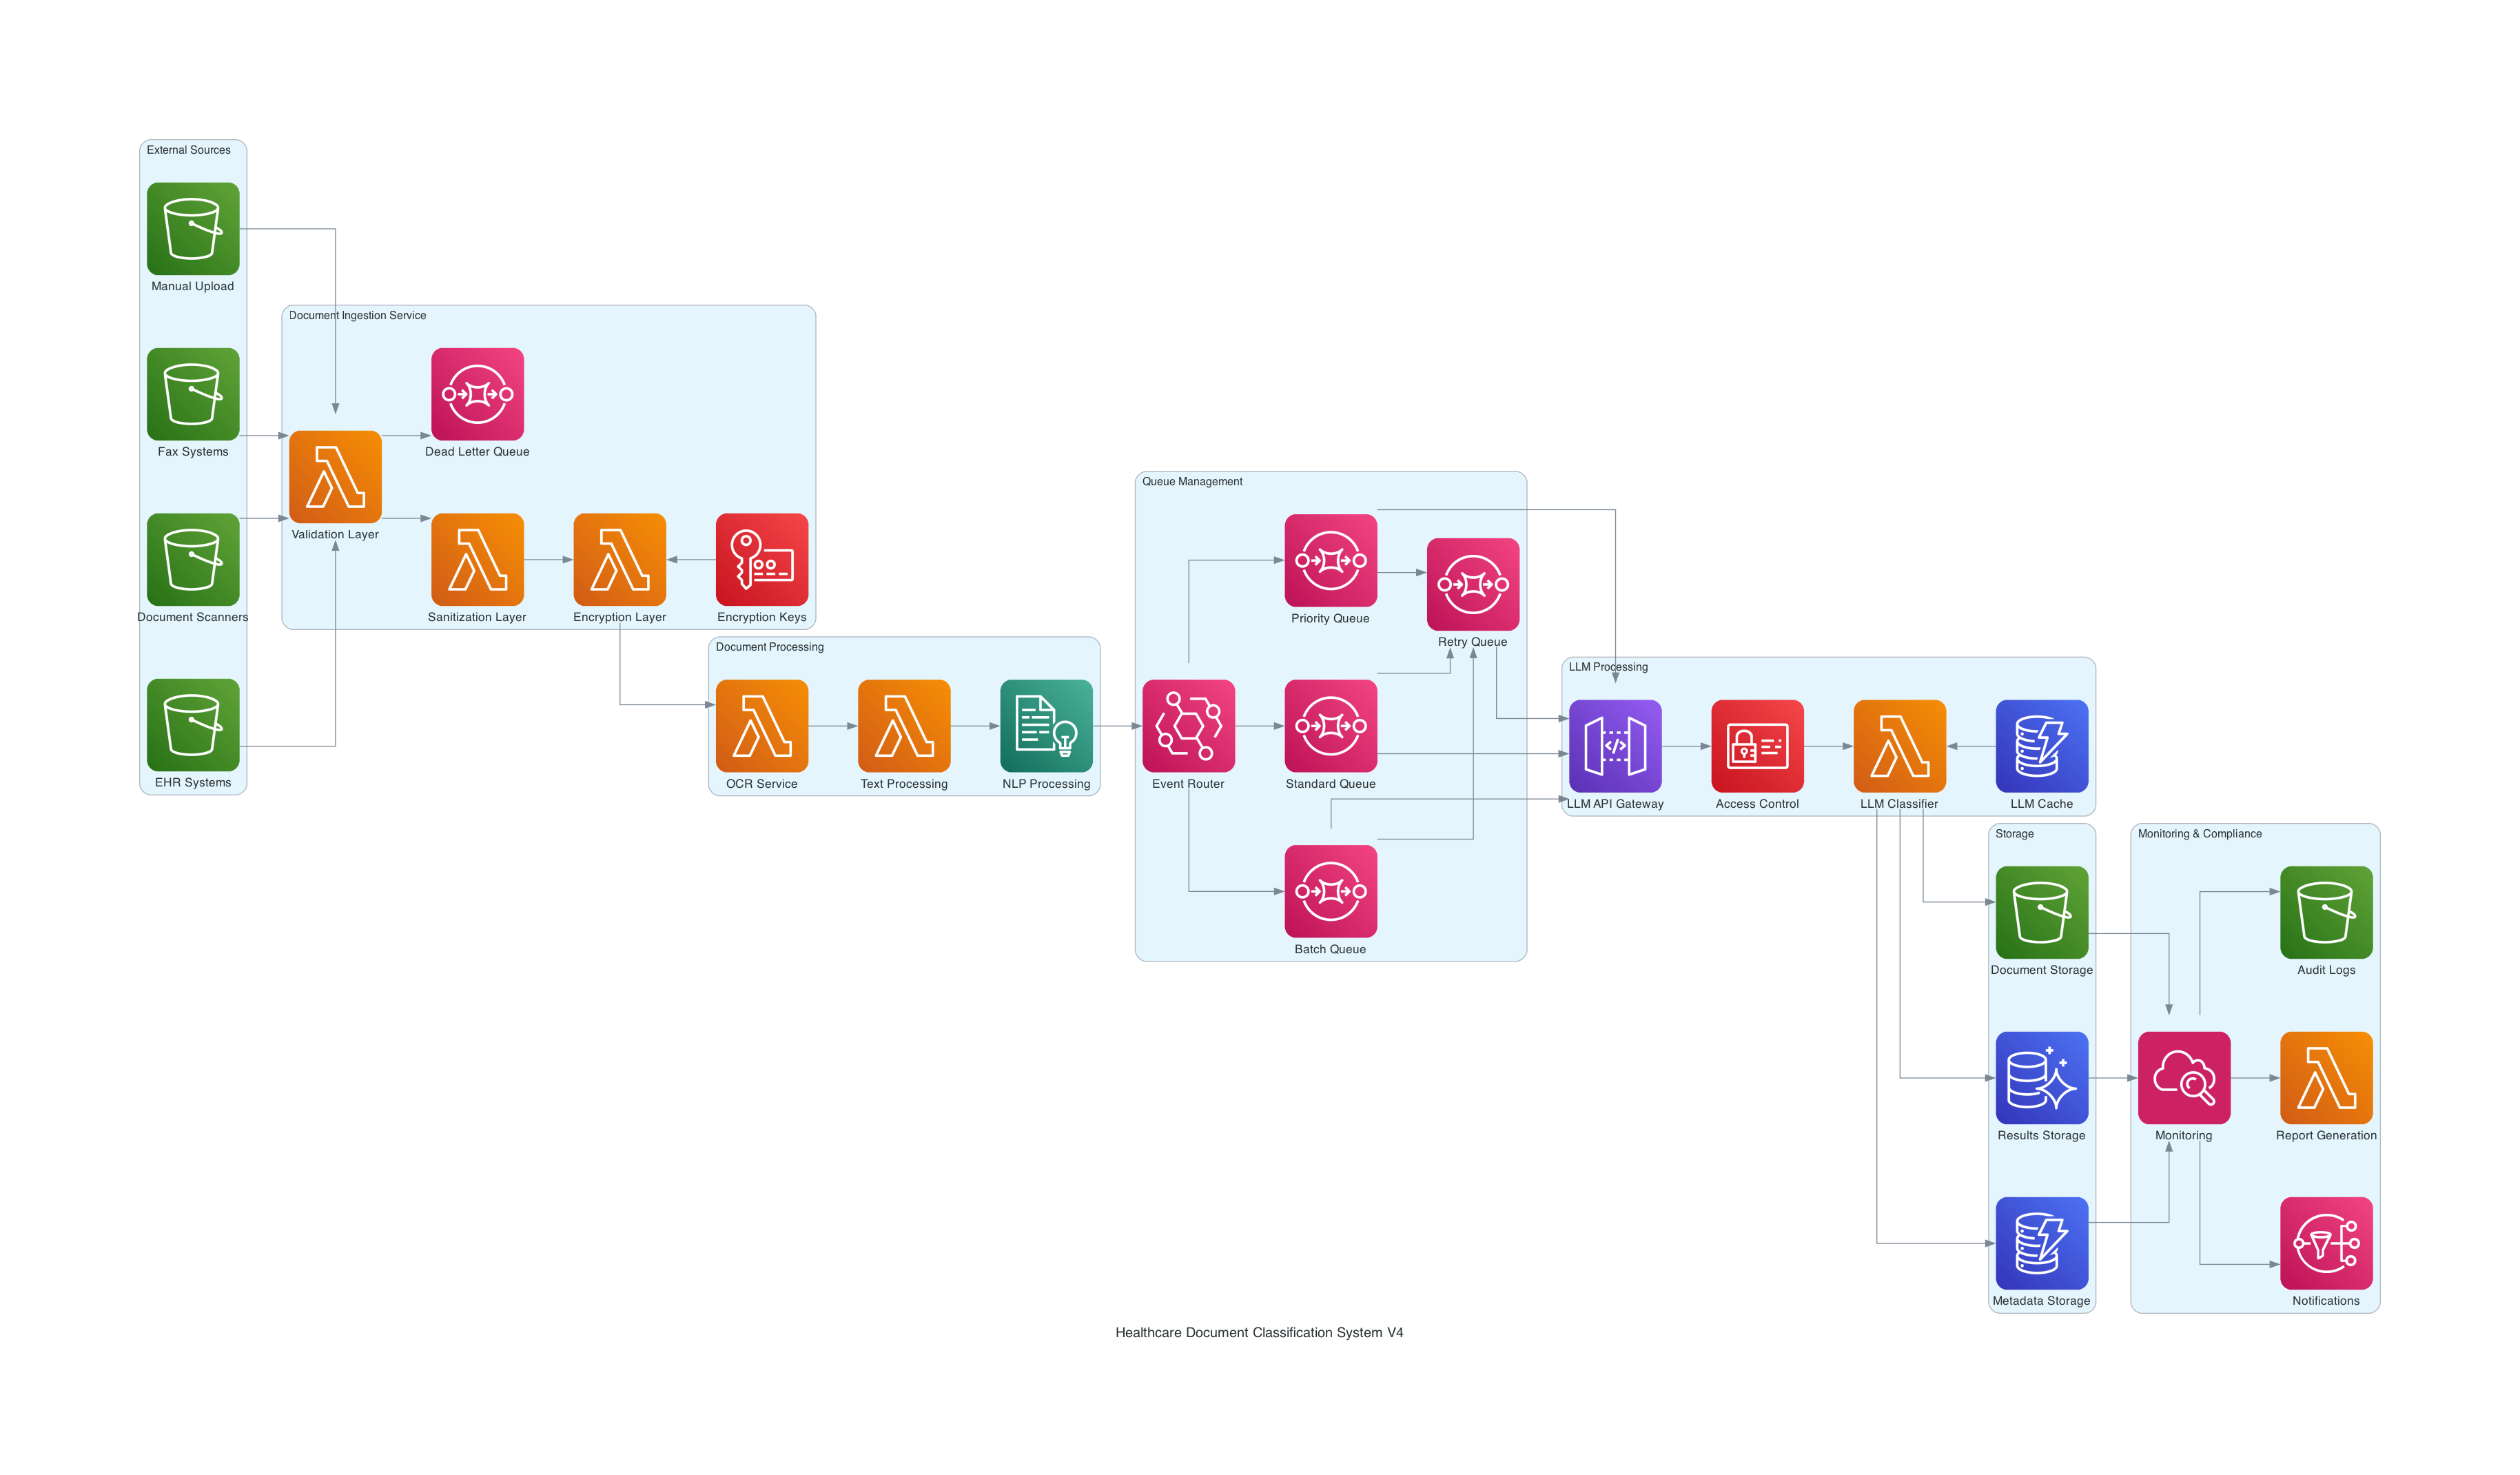 External Sources
Manual Upload
Fax Systems
Document Scanners
EHR Systems
Document Ingestion Service
Validation Layer
Dead Letter Queue
Sanitization Layer
Encryption Layer
Encryption Keys
Document Processing
OCR Service
Text Processing
NLP Processing
Queue Management
Event Router
Priority Queue
Retry Queue
Standard Queue
Batch Queue
LLM Processing
LLM API Gateway
Access Control
LLM Classifier
LLM Cache
Storage
Document Storage
Results Storage
Metadata Storage
Monitoring & Compliance
Monitoring
Audit Logs
Report Generation
Notifications
Healthcare Document Classification System V4